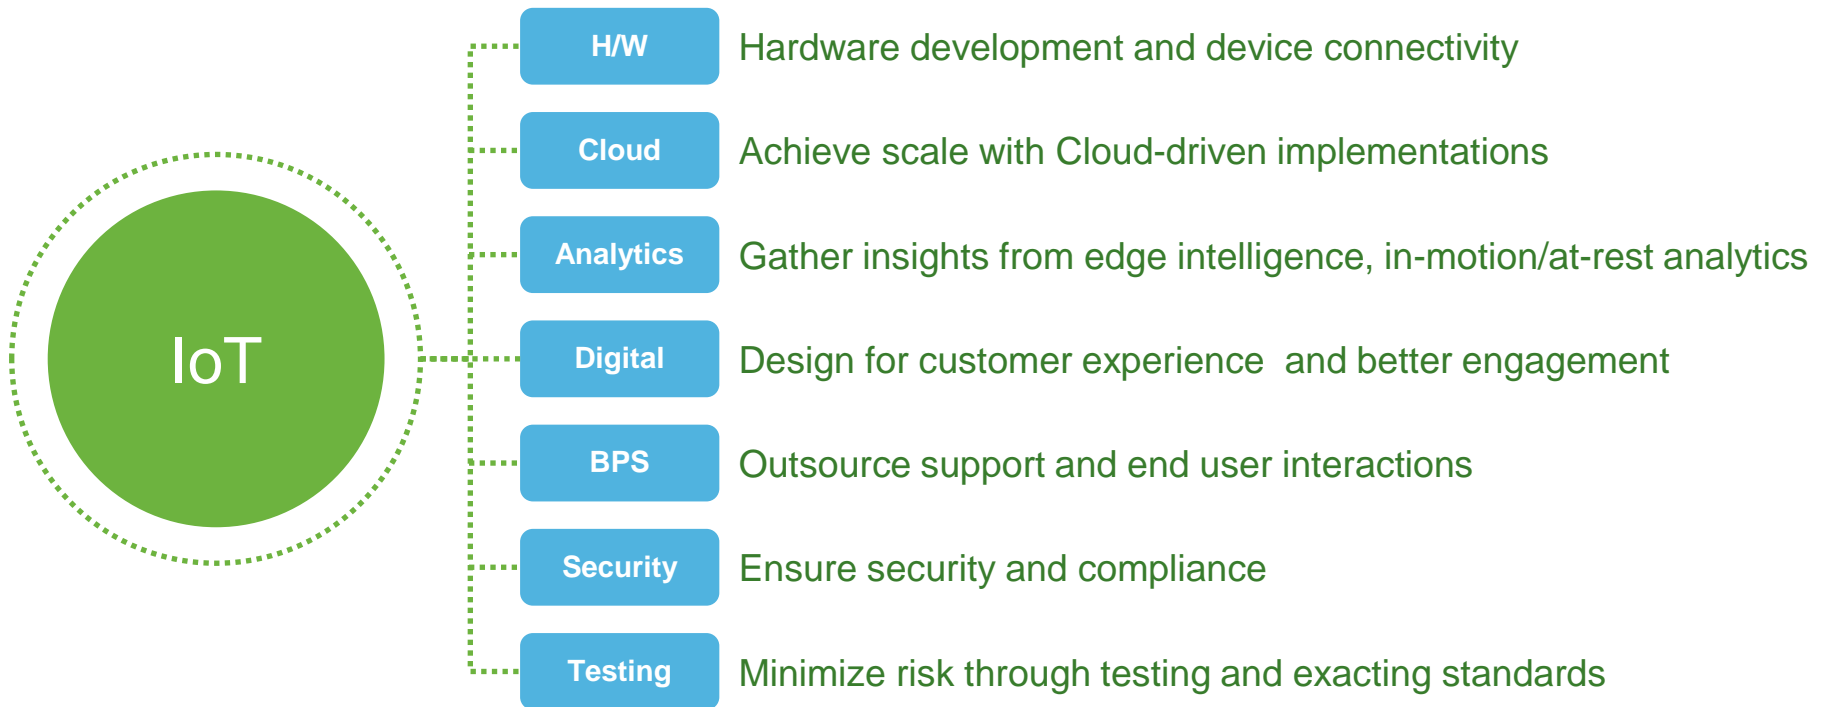 IoT
H/W
Hardware development and device connectivity
Cloud
Achieve scale with Cloud-driven implementations
Analytics
Gather insights from edge intelligence, in-motion/at-rest analytics
Digital
Design for customer experience  and better engagement
BPS
Outsource support and end user interactions
Security
Ensure security and compliance
Testing
Minimize risk through testing and exacting standards